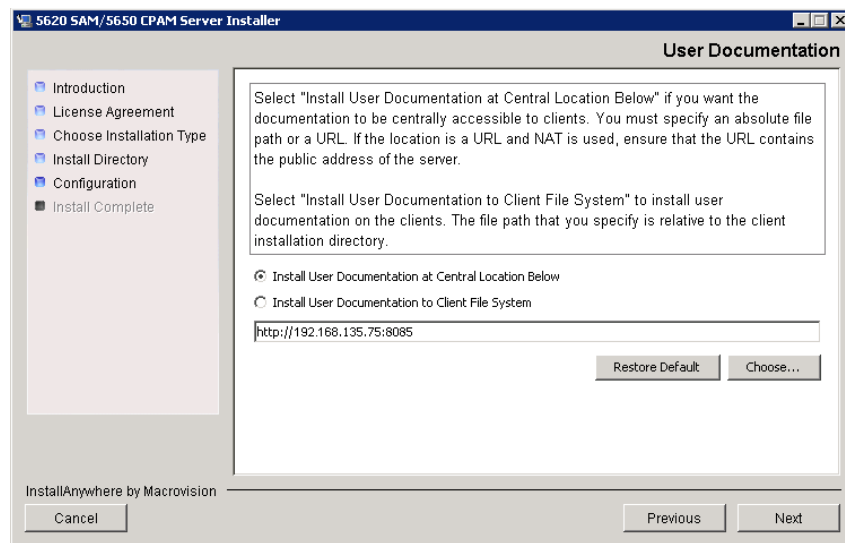 5620 SAM/5650 CPAM Server Installer
User Documentation
Introduction
License Agreement
Choose Installation Type
Install Directory
Configuration
Install Complete
Select "Install User Documentation at Central Location Below" if you want the
documentation to be centrally accessible to clients. You must specify an absolute file
path or a URL. If the location is a URL and NAT is used, ensure that the URL contains
the public address of the server.
Select "Install User Documentation to Client File System" to install user
documentation on the clients. The file path that you specify is relative to the client
installation directory.
Install User Documentation at Central Location Below
Install User Documentation to Client File System
http://192.168.135.75:8085
Restore Default
Choose...
InstallAnywhere by Macrovision
Cancel
Previous
Next